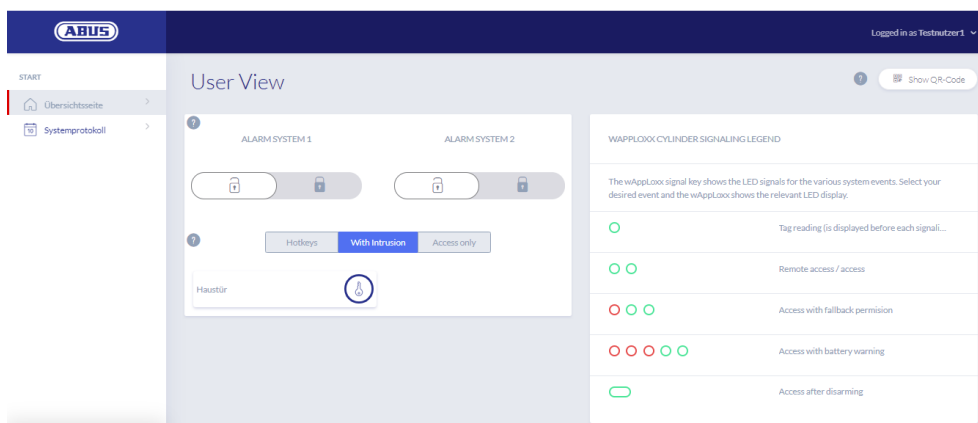 ABUS
Logged in as Testnutzer1
START
Übersichtsseite
Systemprotokoll
User View
? Show QR-Code
?
ALARM SYSTEM 1 ALARM SYSTEM 2
? Hotkeys With Intrusion Access only
Haustür
WAPPLOXX CYLINDER SIGNALING LEGEND
The wAppLoxx signal key shows the LED signals for the various system events. Select your
desired event and the wAppLoxx shows the relevant LED display.
Tag reading (is displayed before each signali...
Remote access / access
Access with fallback permision
Access with battery warning
Access after disarming